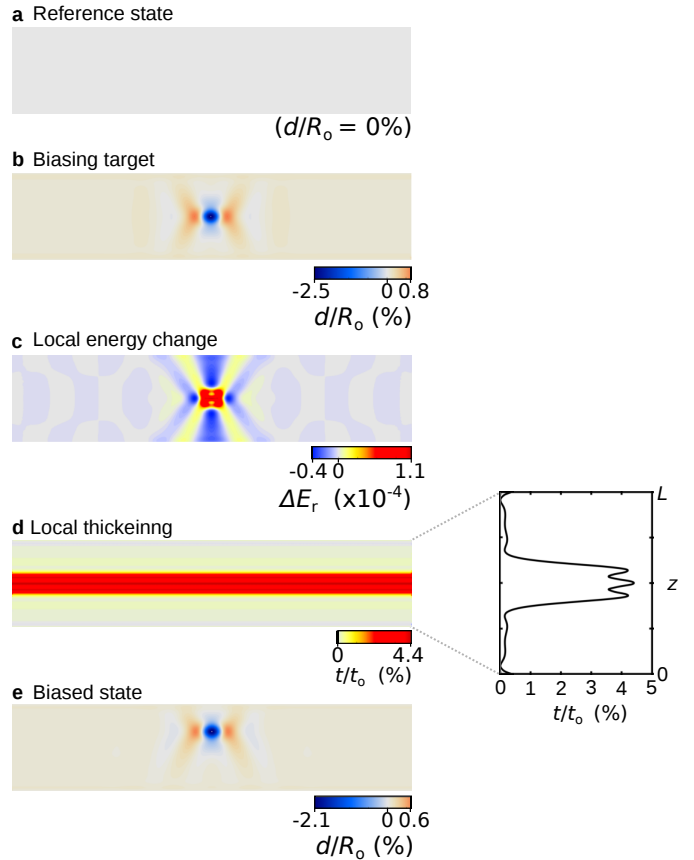 a Reference state
(d/Rₒ = 0%)
b Biasing target
-2.5 0 0.8
d/Rₒ (%)
c Local energy change
-0.4 0 1.1
ΔEᵣ (x10⁻⁴)
d Local thickeinng
0 4.4
t/tₒ (%)
L
z
0
0 1 2 3 4 5
t/tₒ (%)
e Biased state
-2.1 0 0.6
d/Rₒ (%)